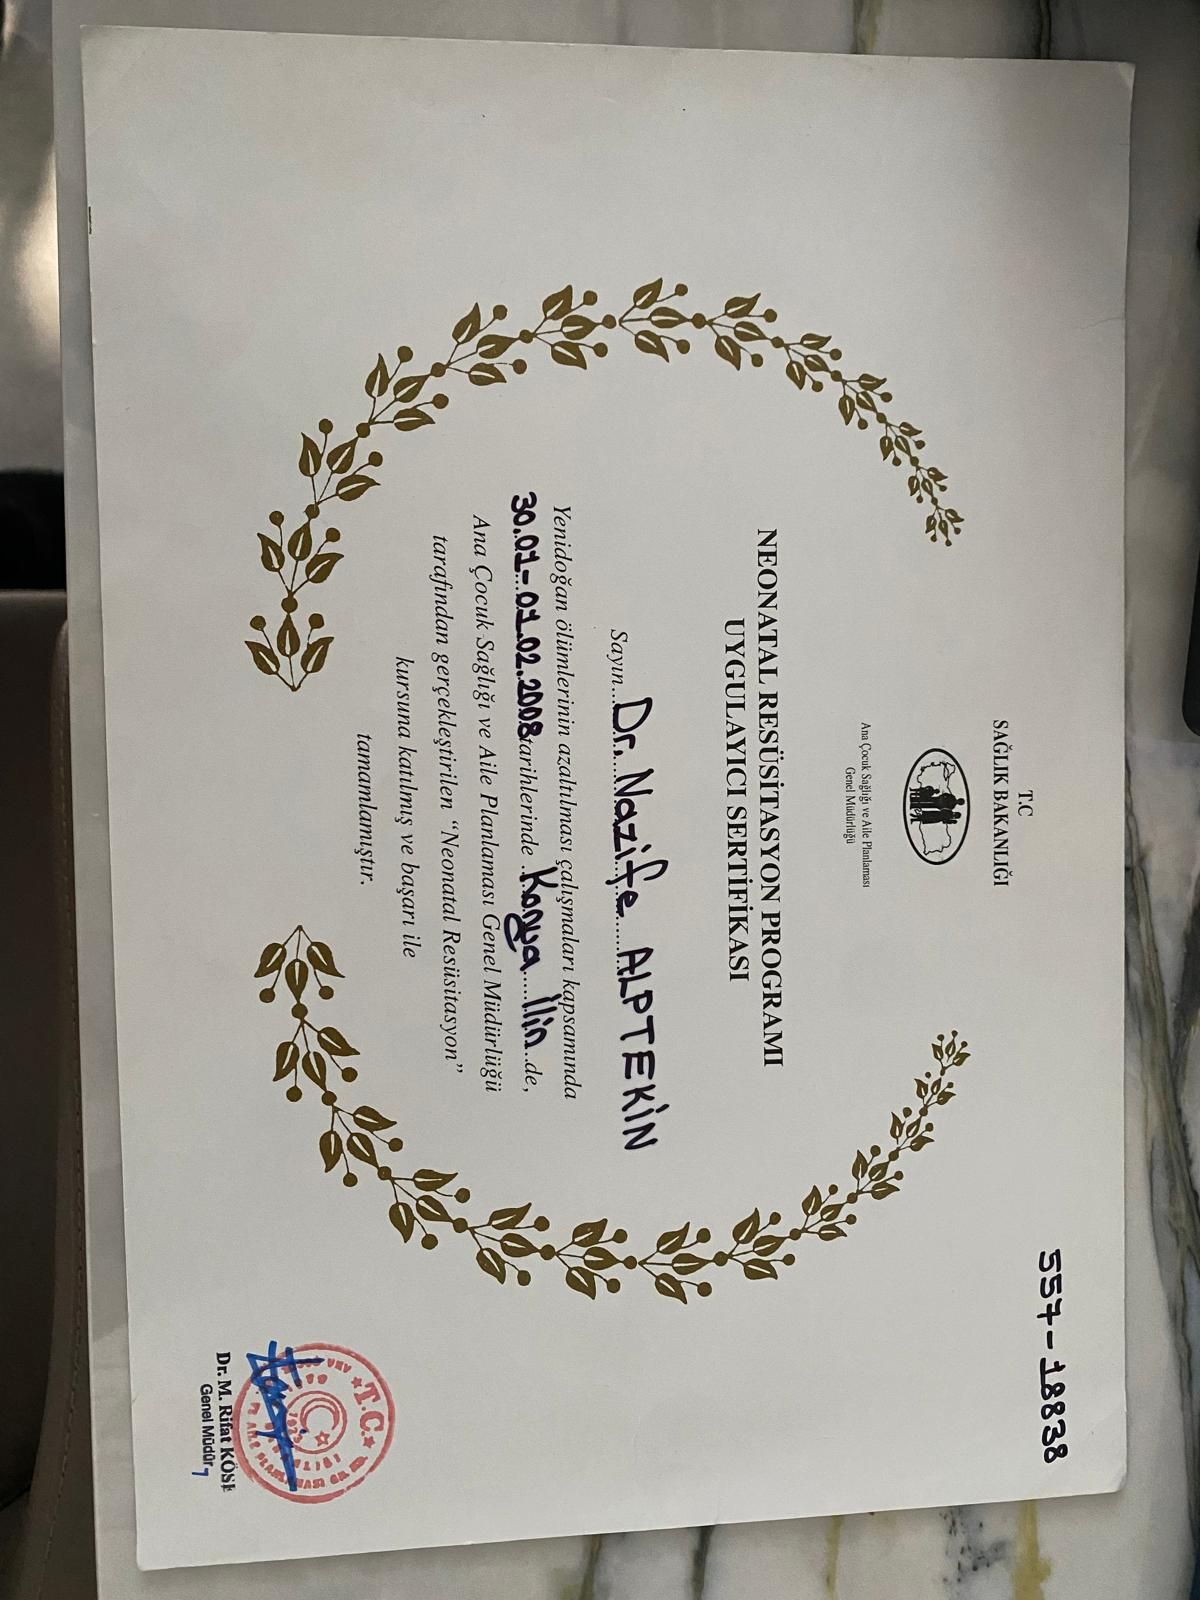 557-18838
T.C
SAĞLIK BAKANLIĞI
Ana Çocuk Sağlığı ve Aile Planlaması
Genel Müdürlüğü
NEONATAL RESÜSİTASYON PROGRAMI
UYGULAYICI SERTİFİKASI
Sayın...Dr. Nazife ALPTEKİN
Yenidoğan ölümlerinin azaltılması çalışmaları kapsamında
30.01-01.02.2008 tarihlerinde ..Konya....İlin...de,
Ana Çocuk Sağlığı ve Aile Planlaması Genel Müdürlüğü
tarafından gerçekleştirilen “Neonatal Resüsitasyon”
kursuna katılmış ve başarı ile
tamamlamıştır.
T.C.
1923
Dr. M. Rifat KÖSE
Genel Müdür